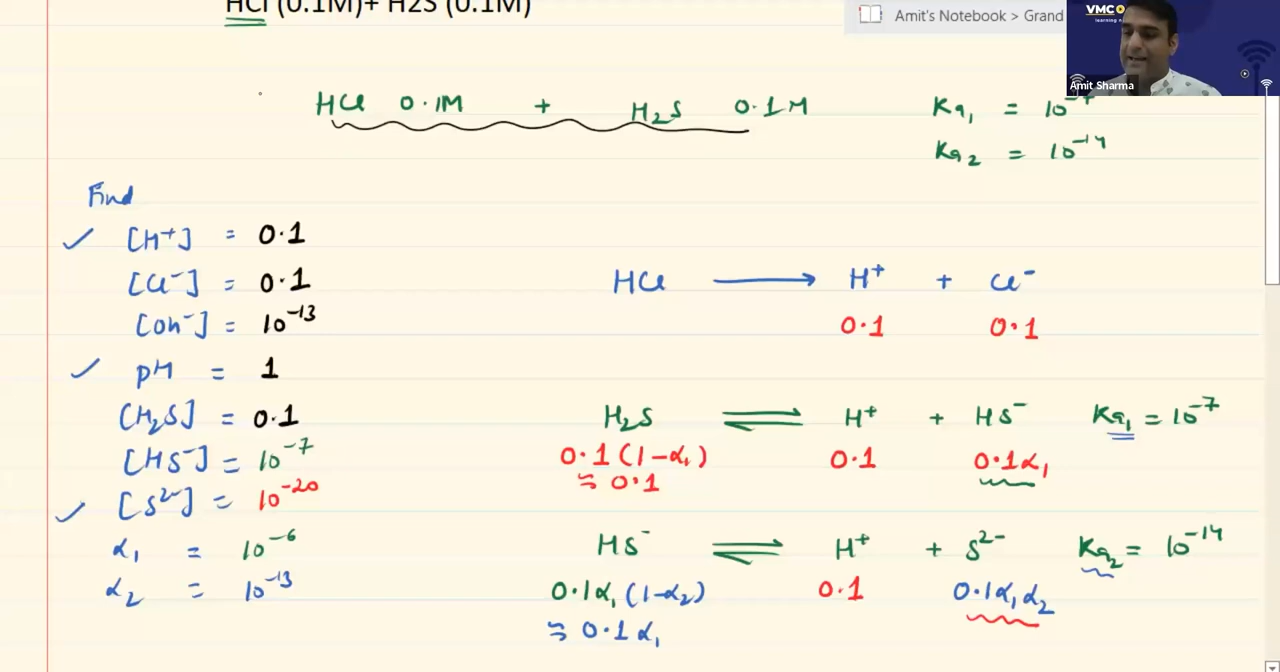 HCl (0.1M)+ H2S (0.1M)
Amit's Notebook > Grand
VMC
learning
Amit Sharma
HCl 0.1M + H₂S 0.1M
Ka₁ = 10⁻⁷
Ka₂ = 10⁻¹⁴
Find
[H⁺] = 0.1
[Cl⁻] = 0.1
[OH⁻] = 10⁻¹³
pH = 1
[H₂S] = 0.1
[HS⁻] = 10⁻⁷
[S²⁻] = 10⁻²⁰
α₁ = 10⁻⁶
α₂ = 10⁻¹³
HCl ⟶ H⁺ + Cl⁻
0.1 0.1
H₂S ⇌ H⁺ + HS⁻ Ka₁ = 10⁻⁷
0.1(1-α₁) 0.1 0.1α₁
≈ 0.1
HS⁻ ⇌ H⁺ + S²⁻ Ka₂ = 10⁻¹⁴
0.1α₁(1-α₂) 0.1 0.1α₁α₂
≈ 0.1α₁